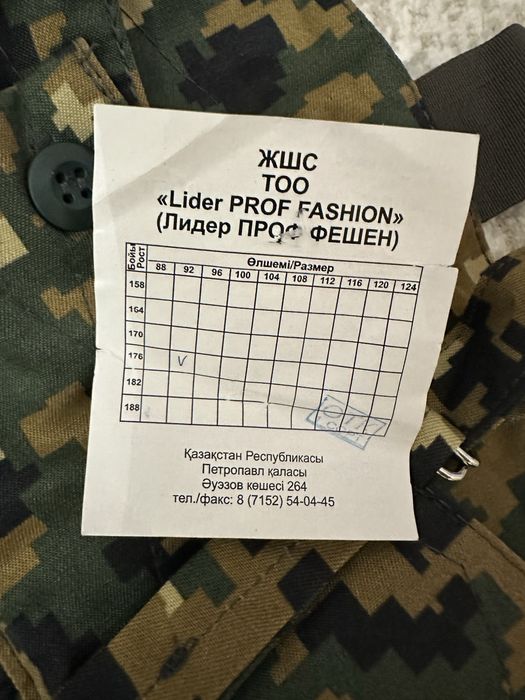 ЖШС
ТОО
«Lider PROF FASHION»
(Лидер ПРОФ ФЕШЕН)
Бойы Рост
Өлшемі/Размер
88 92 96 100 104 108 112 116 120 124
158
164
170
176 V
182
188
ОТК
Қазақстан Республикасы
Петропавл қаласы
Әуэзов көшесі 264
тел./факс: 8 (7152) 54-04-45